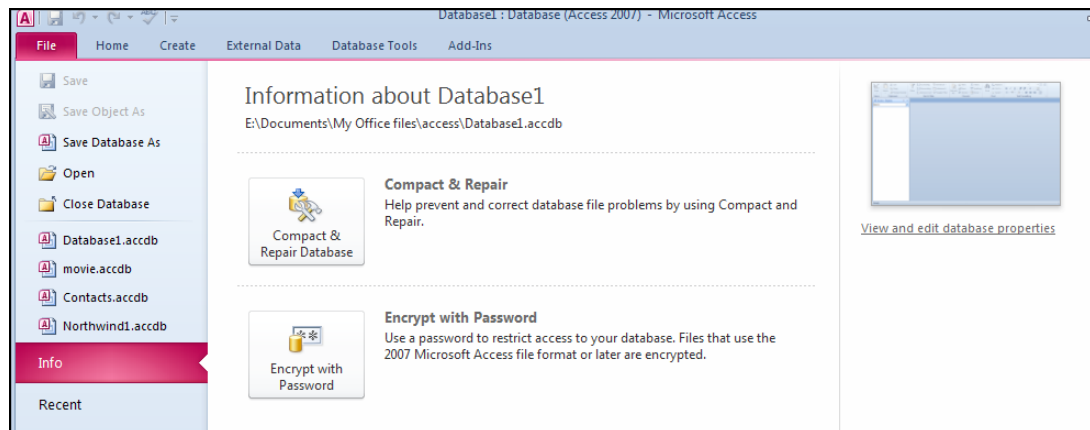 Database1 : Database (Access 2007) - Microsoft Access
File Home Create External Data Database Tools Add-Ins
Save
Save Object As
Save Database As
Open
Close Database
Database1.accdb
movie.accdb
Contacts.accdb
Northwind1.accdb
Info
Recent
Information about Database1
E:\Documents\My Office files\access\Database1.accdb
Compact &
Repair Database
Compact & Repair
Help prevent and correct database file problems by using Compact and
Repair.
Encrypt with
Password
Encrypt with Password
Use a password to restrict access to your database. Files that use the
2007 Microsoft Access file format or later are encrypted.
View and edit database properties